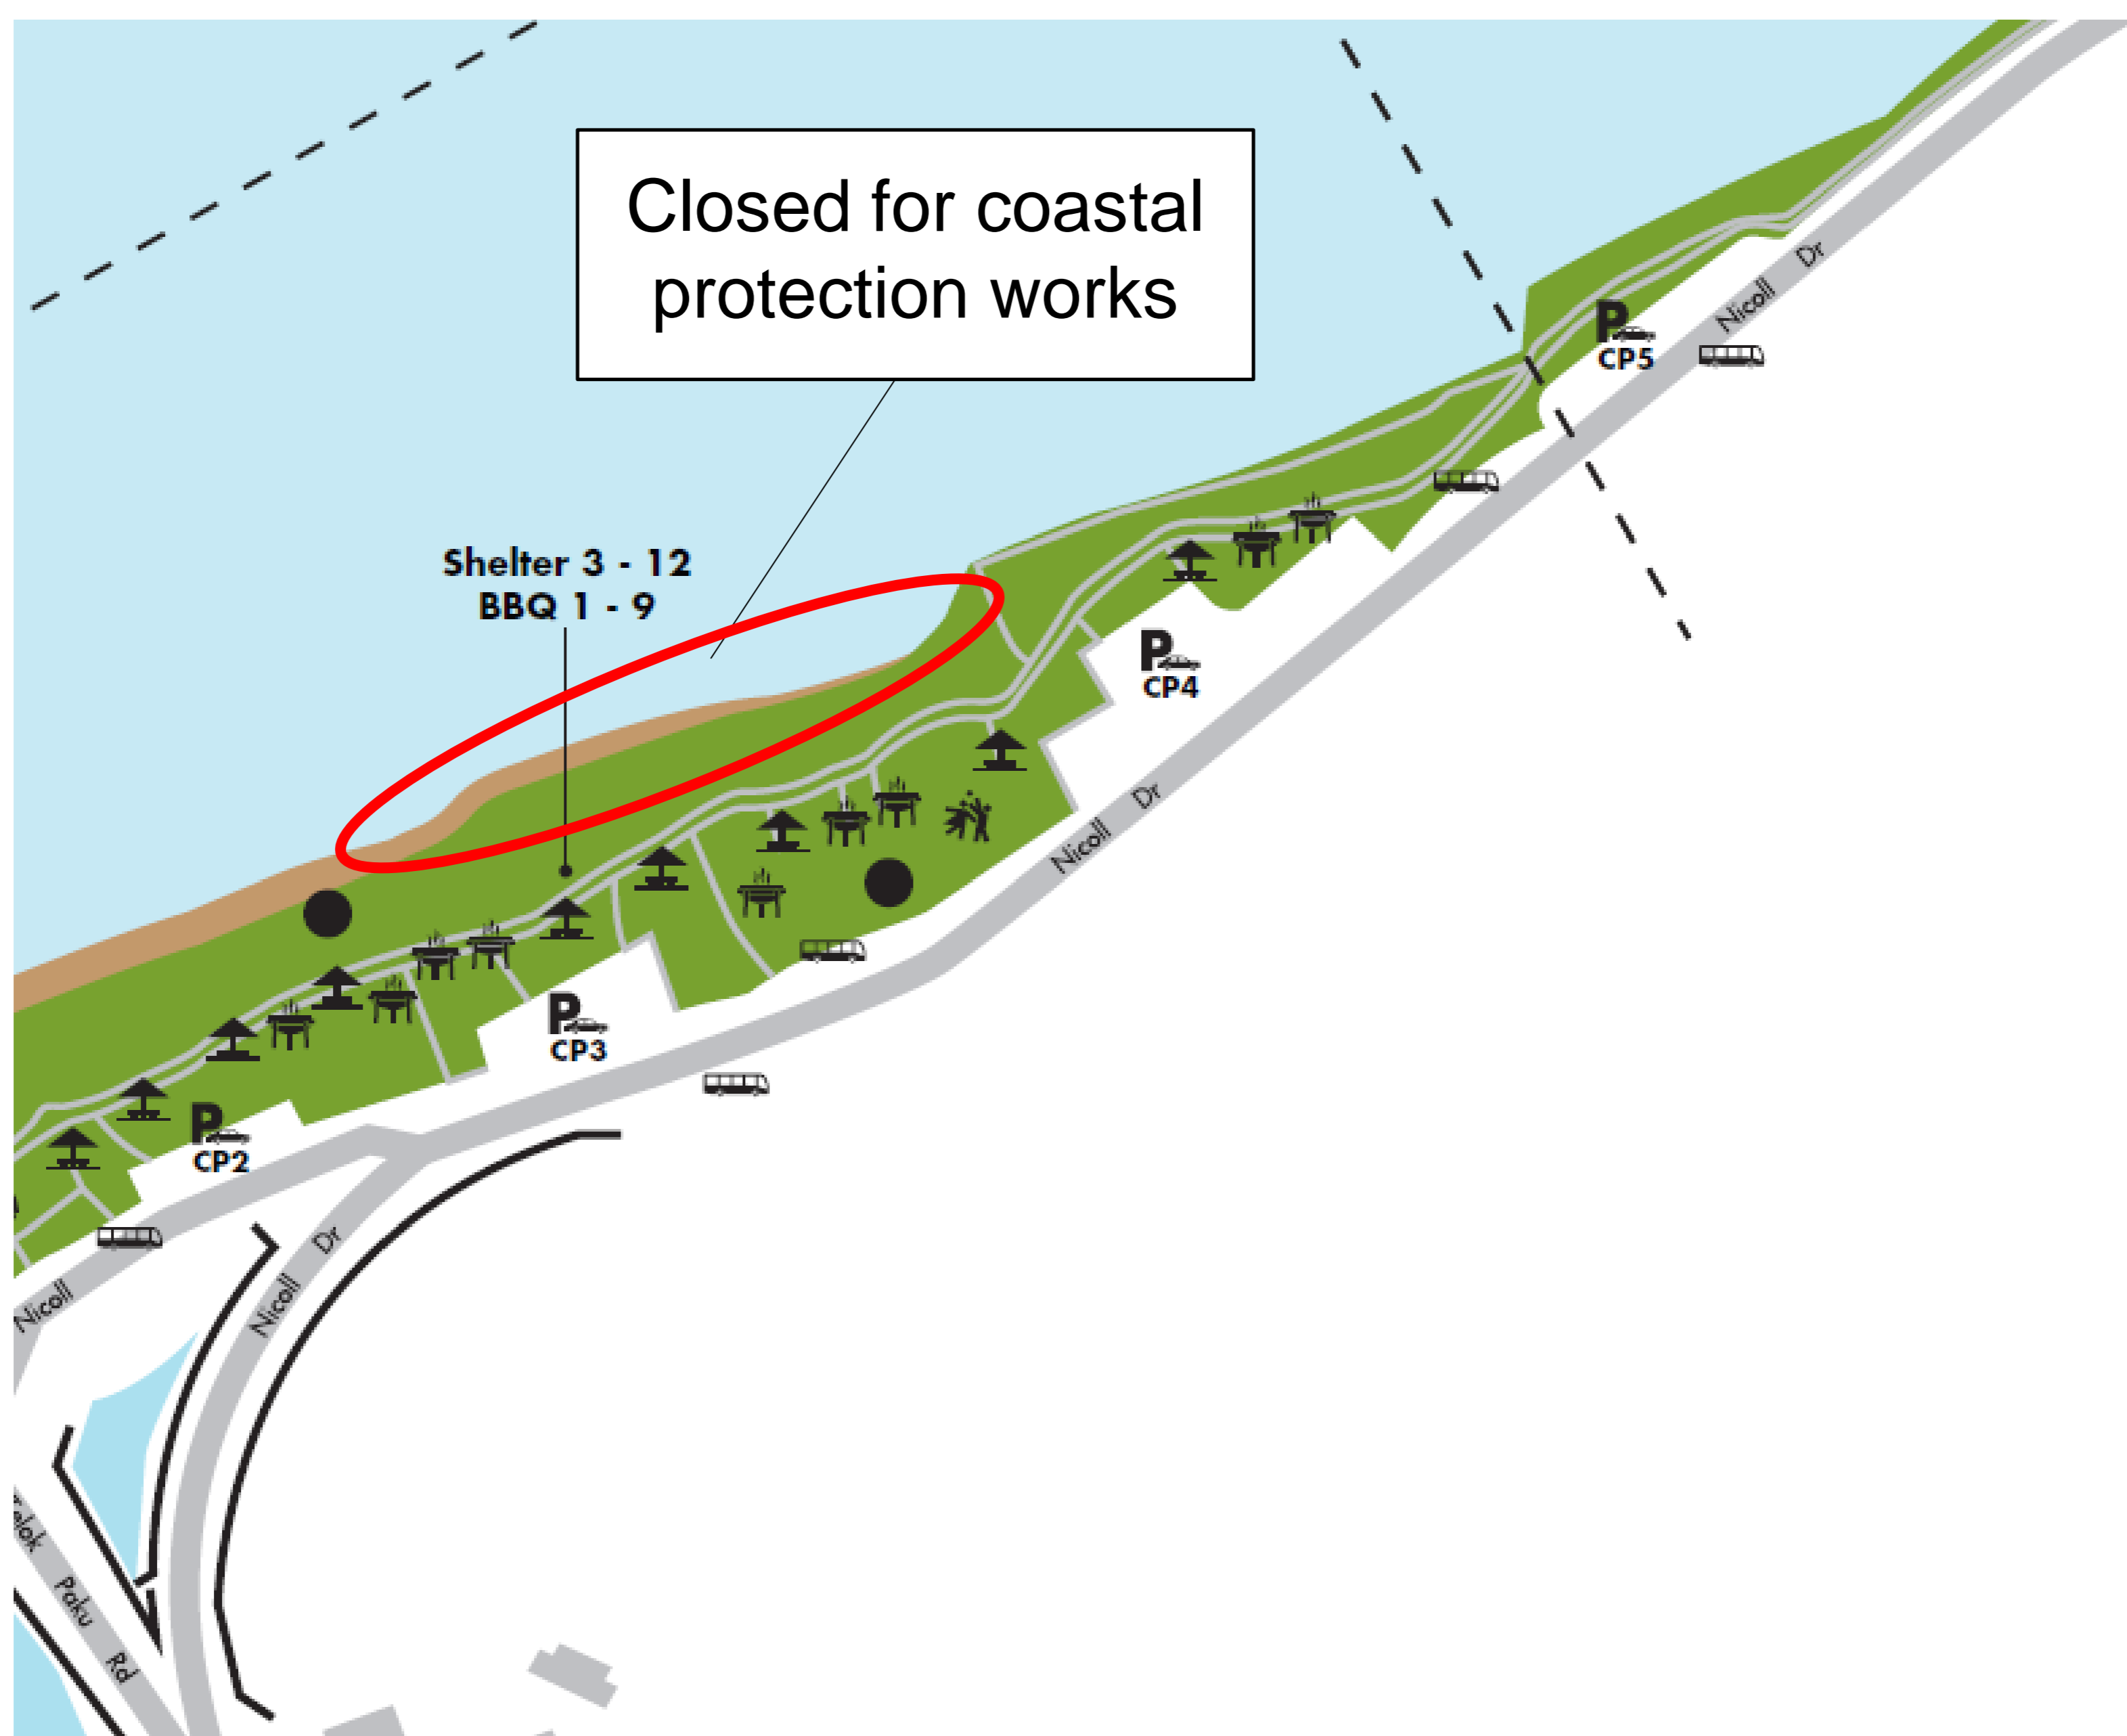 Closed for coastal
protection works
Shelter 3 - 12
BBQ 1 - 9
P
CP5
Nicoll Dr
P
CP4
Nicoll Dr
P
CP3
P
CP2
Nicoll
Nicoll Dr
Paku Rd